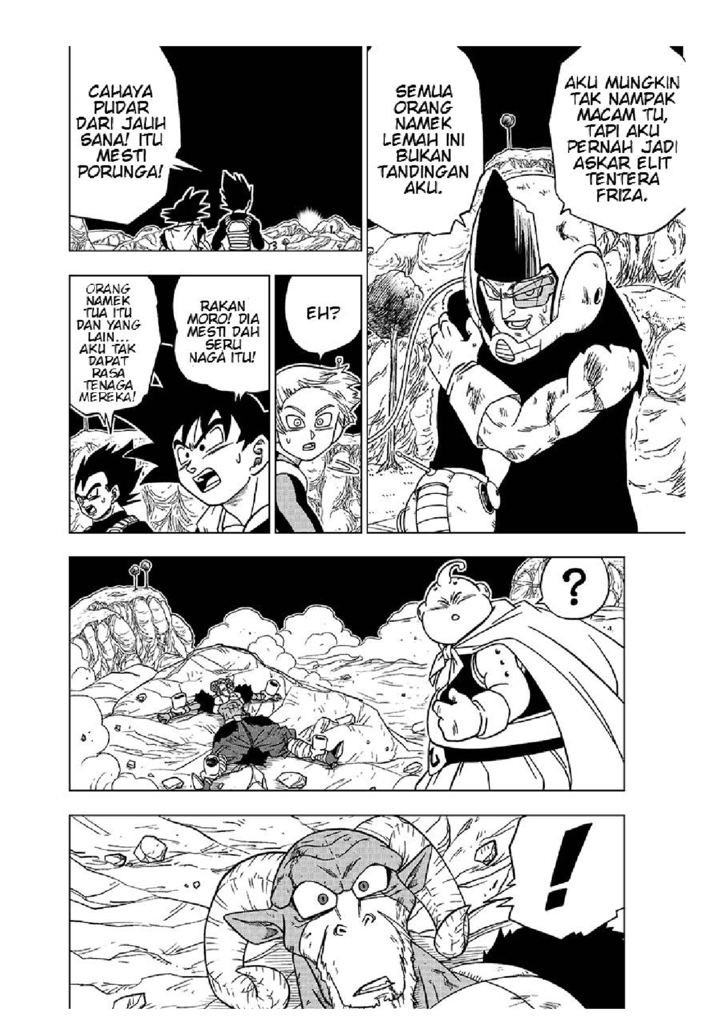 AKU MUNGKIN
TAK NAMPAK
MACAM TU,
TAPI AKU
PERNAH JADI
ASKAR ELIT
TENTERA
FRIZA.
SEMUA
ORANG
NAMEK
LEMAH INI
BUKAN
TANDINGAN
AKU.
CAHAYA
PUDAR
DARI JAUH
SANA! ITU
MESTI
PORUNGA!
EH?
RAKAN
MORO! DIA
MESTI DAH
SERU
NAGA ITU!
ORANG
NAMEK
TUA ITU
DAN YANG
LAIN...
AKU TAK
DAPAT
RASA
TENAGA
MEREKA!
?
!